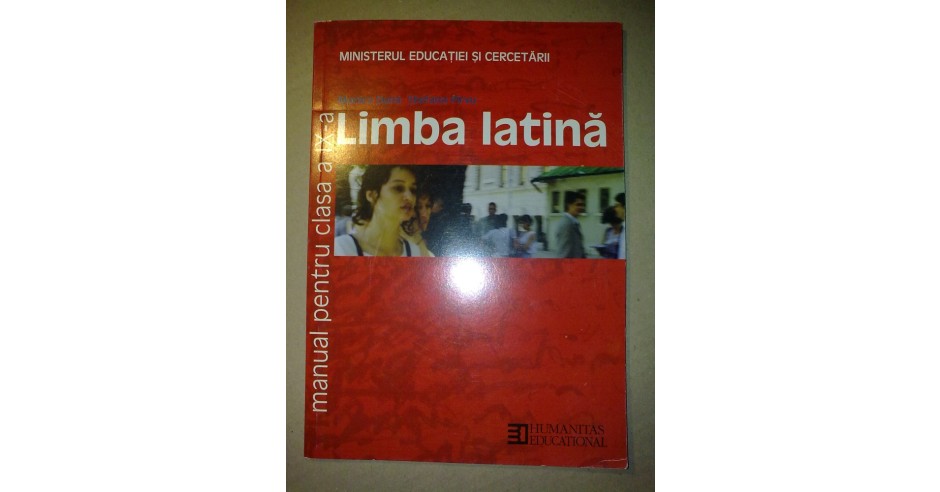 MINISTERUL EDUCAȚIEI ȘI CERCETĂRII
Limba latină
manual pentru clasa a IX-a
HUMANITAS
EDUCATIONAL